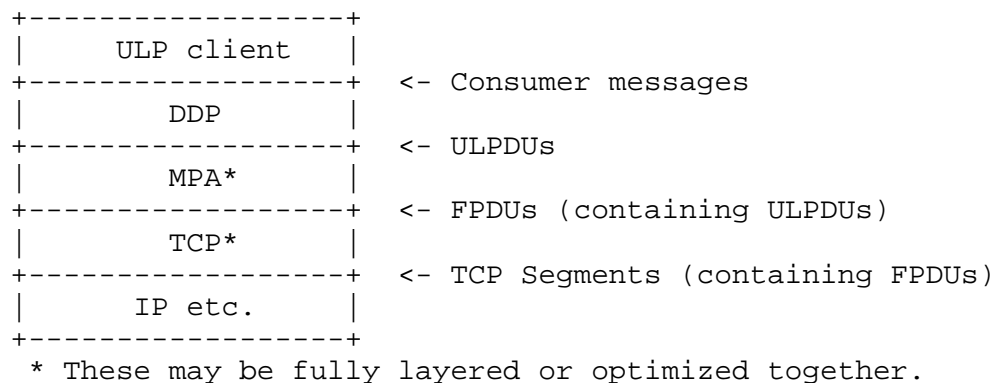 +------------------+
|     ULP client   |
+------------------+  <- Consumer messages
|        DDP       |
+------------------+  <- ULPDUs
|        MPA*      |
+------------------+  <- FPDUs (containing ULPDUs)
|        TCP*      |
+------------------+  <- TCP Segments (containing FPDUs)
|      IP etc.     |
+------------------+
* These may be fully layered or optimized together.